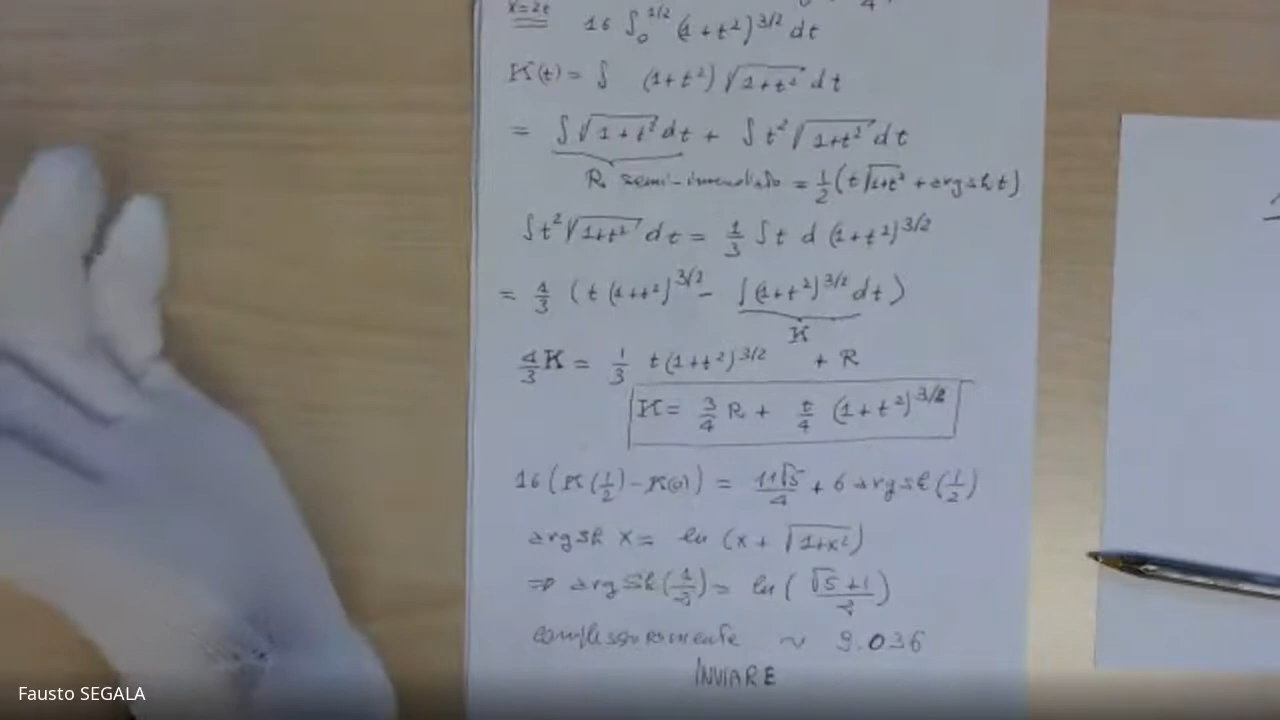 x=2t 16 ∫₀^{1/2} (1+t²)^{3/2} dt
K(t) = ∫ (1+t²) √(1+t²) dt
= ∫√(1+t²) dt + ∫t² √(1+t²) dt
R semi-immediato = 1/2 (t√(1+t²) + argsh t)
∫t² √(1+t²) dt = 1/3 ∫t d (1+t²)^{3/2}
= 1/3 (t (1+t²)^{3/2} - ∫(1+t²)^{3/2} dt)
K
4/3 K = 1/3 t(1+t²)^{3/2} + R
K = 3/4 R + t/4 (1+t²)^{3/2}
16 (K(1/2) - K(0)) = 11√5/4 + 6 argsh(1/2)
argsh x = ln (x + √(1+x²))
⇒ argsh(1/2) = ln( (√5+1)/2 )
complessivamente ~ 9.036
INVIARE
Fausto SEGALA